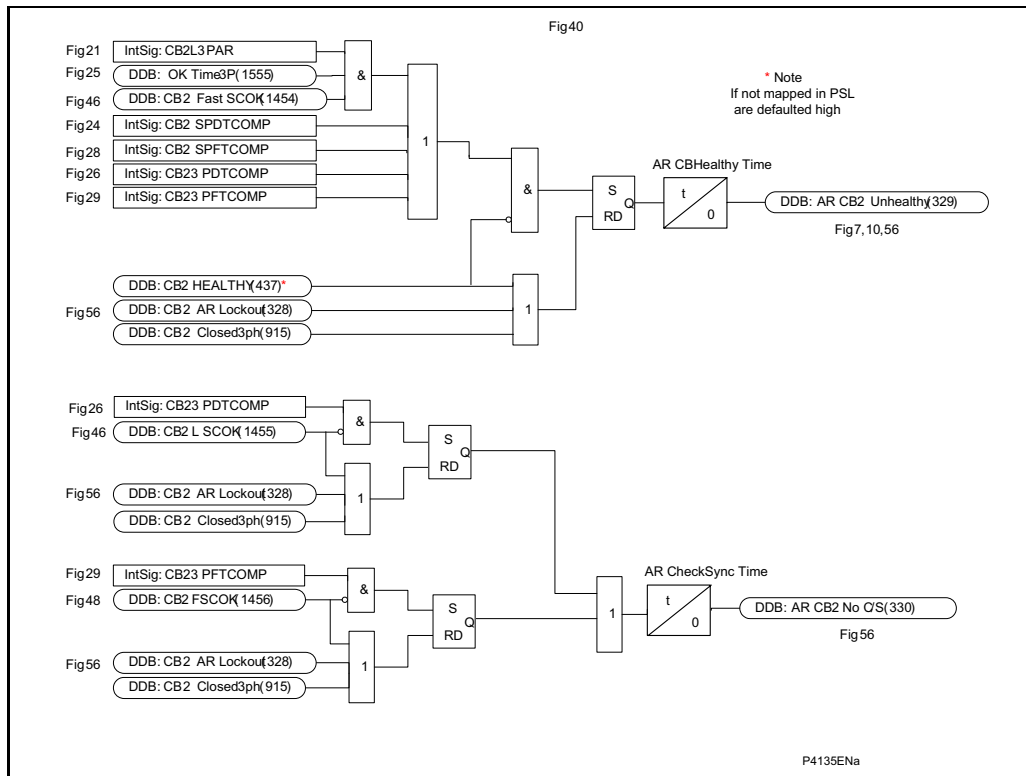 Fig40
Fig21 IntSig: CB2L3PAR
Fig25 DDB: OK Time3P(1555)
Fig46 DDB: CB2 Fast SCOK(1454)
&
* Note
If not mapped in PSL
are defaulted high
Fig24 IntSig: CB2 SPDTCOMP
Fig28 IntSig: CB2 SPFTCOMP
Fig26 IntSig: CB23 PDTCOMP
Fig29 IntSig: CB23 PFTCOMP
1
&
S
Q
RD
AR CBHealthy Time
t
0
DDB: AR CB2 Unhealthy(329)
Fig7,10,56
DDB: CB2 HEALTHY(437)*
Fig56 DDB: CB2 AR Lockout(328)
DDB: CB2 Closed3ph(915)
1
Fig26 IntSig: CB23 PDTCOMP
Fig46 DDB: CB2 L SCOK(1455)
&
S
Q
RD
Fig56 DDB: CB2 AR Lockout(328)
DDB: CB2 Closed3ph(915)
1
Fig29 IntSig: CB23 PFTCOMP
Fig48 DDB: CB2 FSCOK(1456)
&
S
Q
RD
1
AR CheckSync Time
t
0
DDB: AR CB2 No C/S(330)
Fig56
Fig56 DDB: CB2 AR Lockout(328)
DDB: CB2 Closed3ph(915)
1
P4135ENa